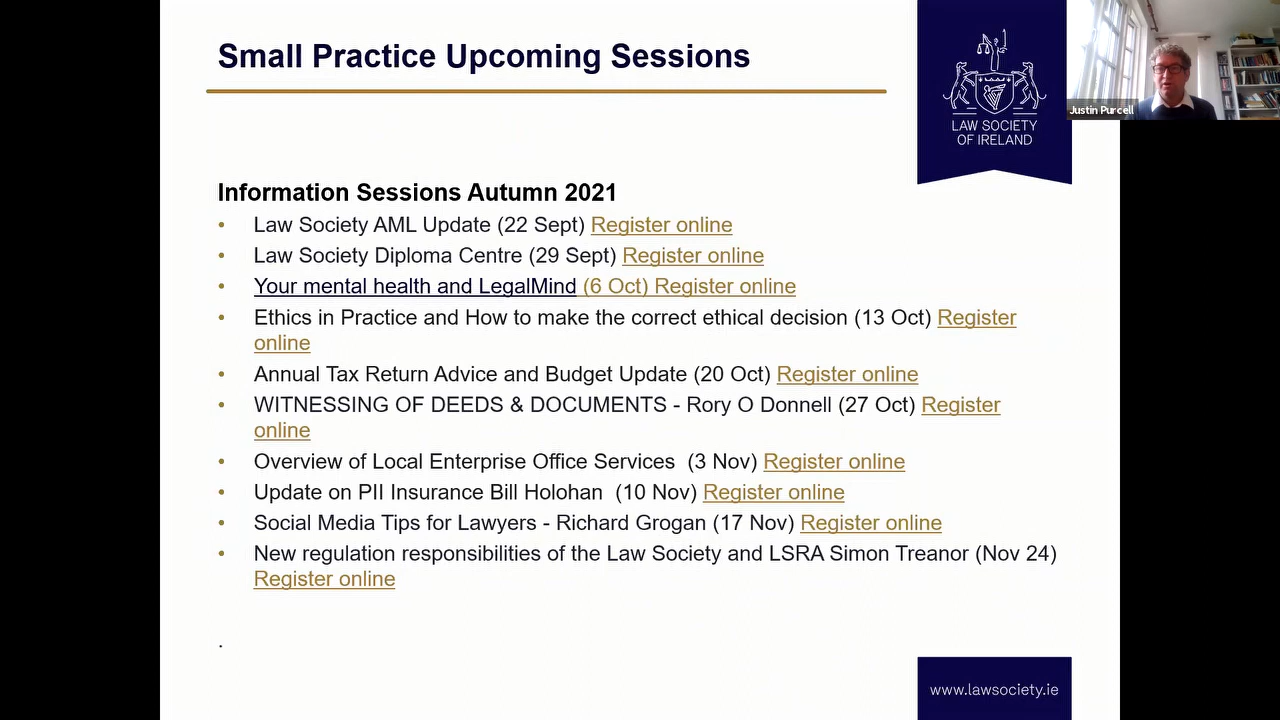 Small Practice Upcoming Sessions
LAW SOCIETY
OF IRELAND
Justin Purcell
Information Sessions Autumn 2021
• Law Society AML Update (22 Sept) Register online
• Law Society Diploma Centre (29 Sept) Register online
• Your mental health and LegalMind (6 Oct) Register online
• Ethics in Practice and How to make the correct ethical decision (13 Oct) Register
online
• Annual Tax Return Advice and Budget Update (20 Oct) Register online
• WITNESSING OF DEEDS & DOCUMENTS - Rory O Donnell (27 Oct) Register
online
• Overview of Local Enterprise Office Services  (3 Nov) Register online
• Update on PII Insurance Bill Holohan  (10 Nov) Register online
• Social Media Tips for Lawyers - Richard Grogan (17 Nov) Register online
• New regulation responsibilities of the Law Society and LSRA Simon Treanor (Nov 24)
Register online
.
www.lawsociety.ie